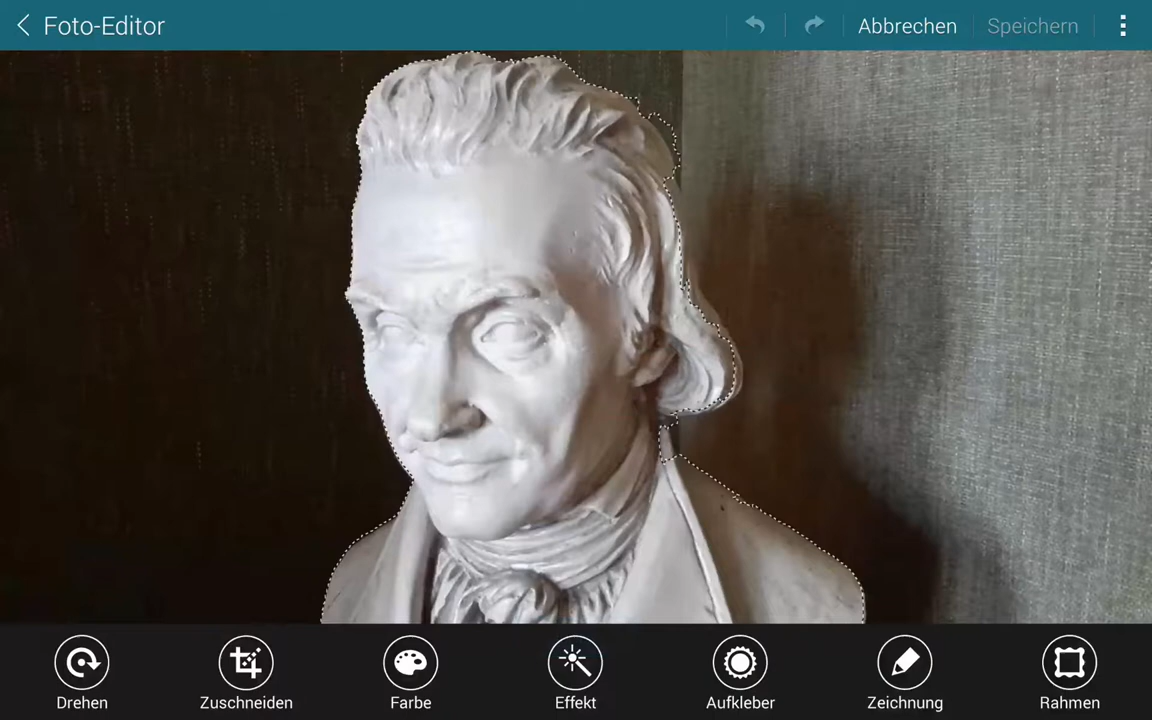 Foto-Editor
Abbrechen
Speichern
Drehen
Zuschneiden
Farbe
Effekt
Aufkleber
Zeichnung
Rahmen